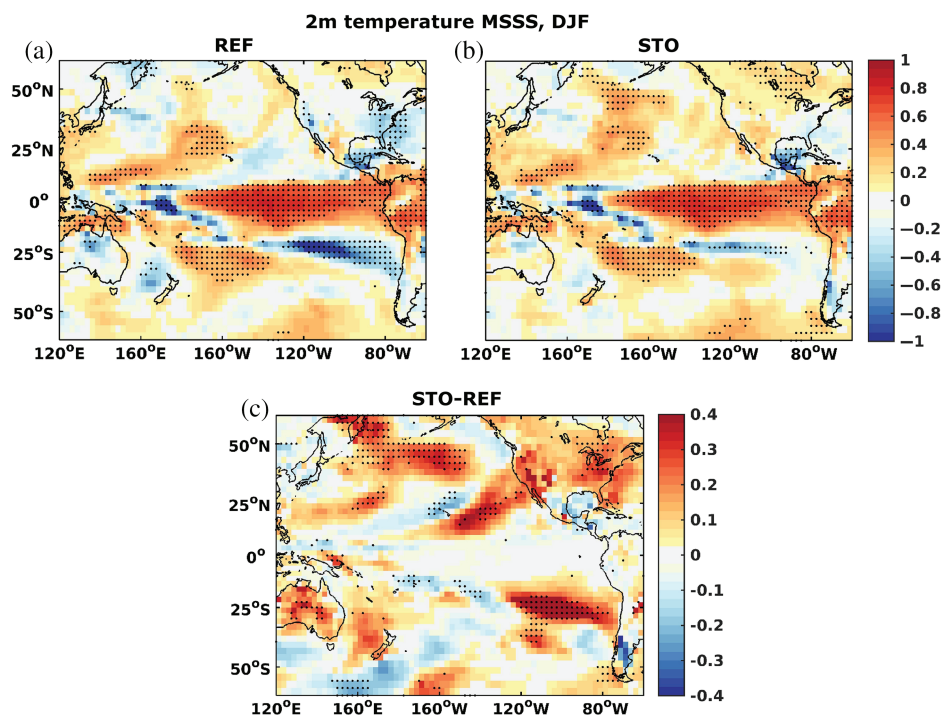 2m temperature MSSS, DJF
(a) REF
(b) STO
50°N
25°N
0°
25°S
50°S
120°E 160°E 160°W 120°W 80°W
120°E 160°E 160°W 120°W 80°W
1
0.8
0.6
0.4
0.2
0
−0.2
−0.4
−0.6
−0.8
−1
(c) STO-REF
50°N
25°N
0°
25°S
50°S
120°E 160°E 160°W 120°W 80°W
0.4
0.3
0.2
0.1
0
-0.1
-0.2
-0.3
-0.4